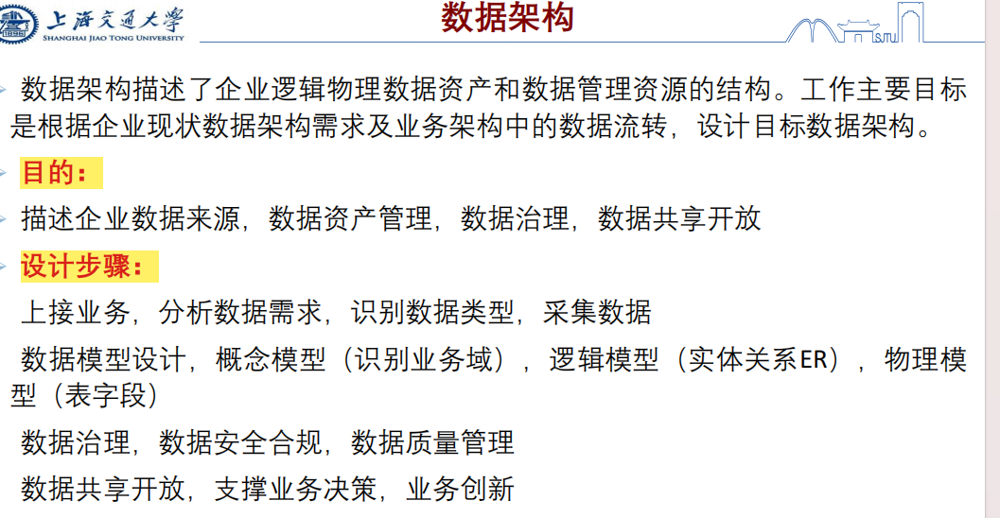 上海交通大学
SHANGHAI JIAO TONG UNIVERSITY
1896
数据架构
SJTU
数据架构描述了企业逻辑物理数据资产和数据管理资源的结构。工作主要目标
是根据企业现状数据架构需求及业务架构中的数据流转，设计目标数据架构。
目的：
描述企业数据来源，数据资产管理，数据治理，数据共享开放
设计步骤：
上接业务，分析数据需求，识别数据类型，采集数据
数据模型设计，概念模型（识别业务域），逻辑模型（实体关系ER），物理模
型（表字段）
数据治理，数据安全合规，数据质量管理
数据共享开放，支撑业务决策，业务创新